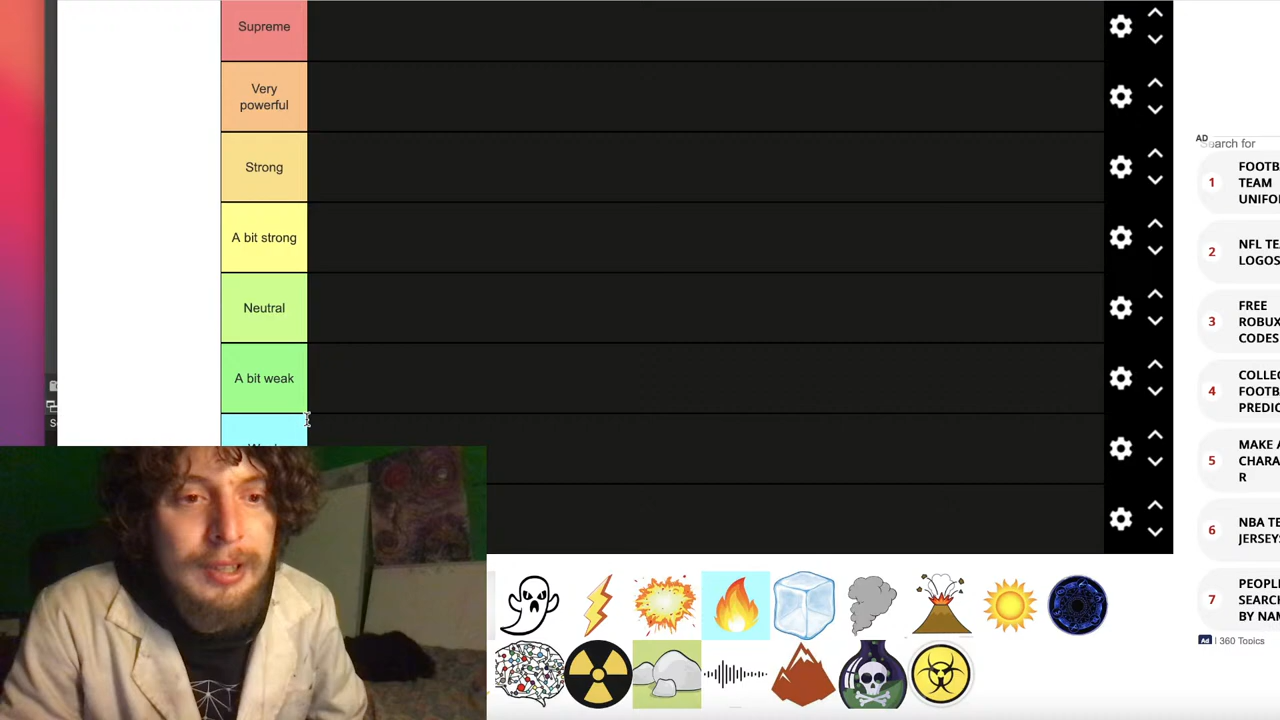 Supreme
Very
powerful
Strong
A bit strong
Neutral
A bit weak
AD
Search for
1
FOOTB
TEAM
UNIFO
2
NFL TE
LOGOS
3
FREE
ROBUX
CODES
4
COLLEC
FOOTB
PREDIC
5
MAKE A
CHARA
R
6
NBA TE
JERSEY
7
PEOPL
SEARC
BY NAM
Ad | 360 Topics